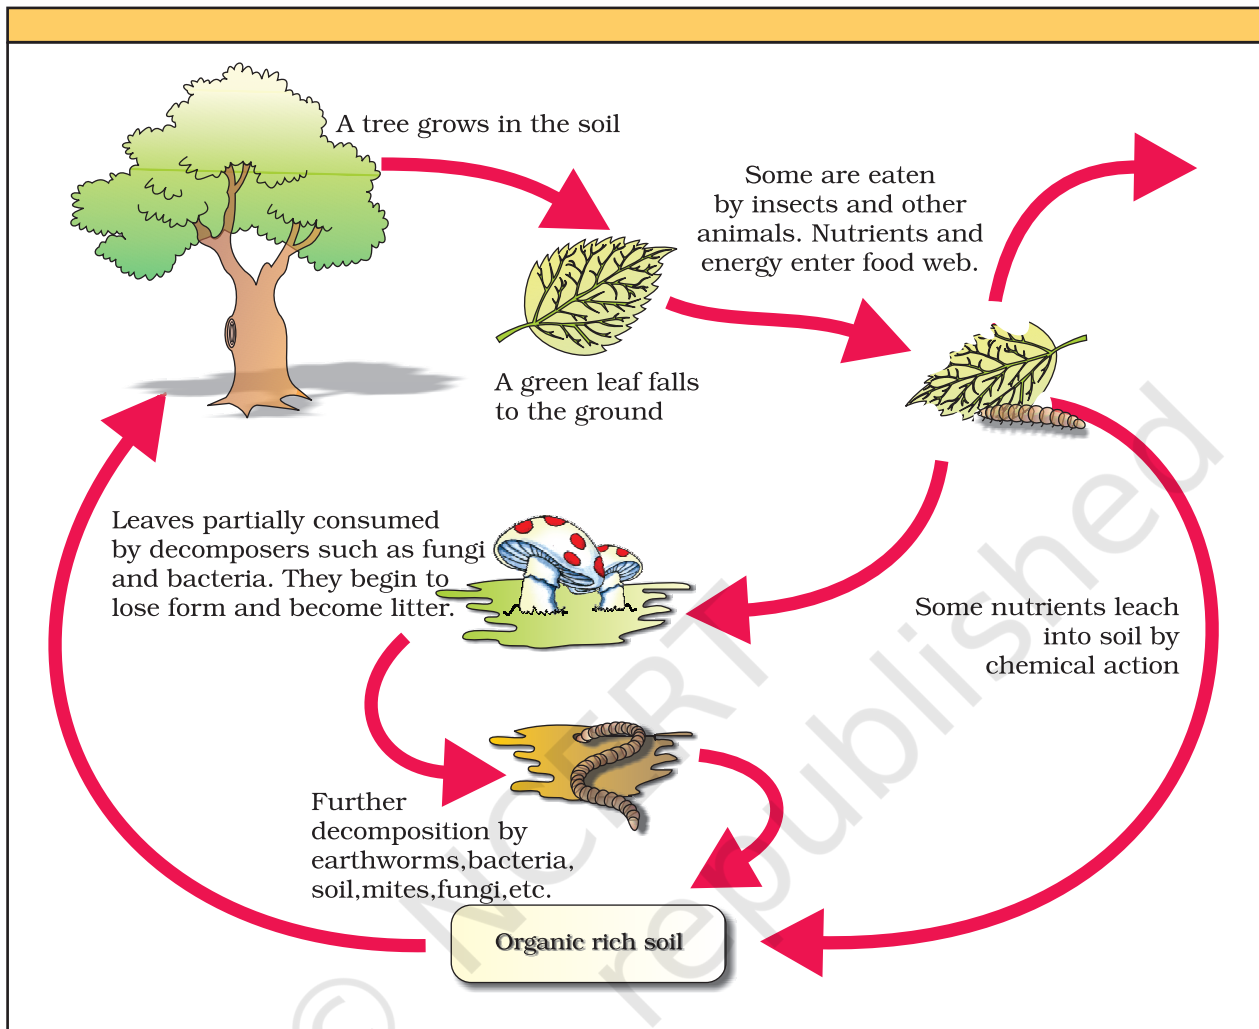 A tree grows in the soil
Some are eaten
by insects and other
animals. Nutrients and
energy enter food web.
A green leaf falls
to the ground
Leaves partially consumed
by decomposers such as fungi
and bacteria. They begin to
lose form and become litter.
Some nutrients leach
into soil by
chemical action
Further
decomposition by
earthworms,bacteria,
soil,mites,fungi,etc.
Organic rich soil
© NCERT
republished